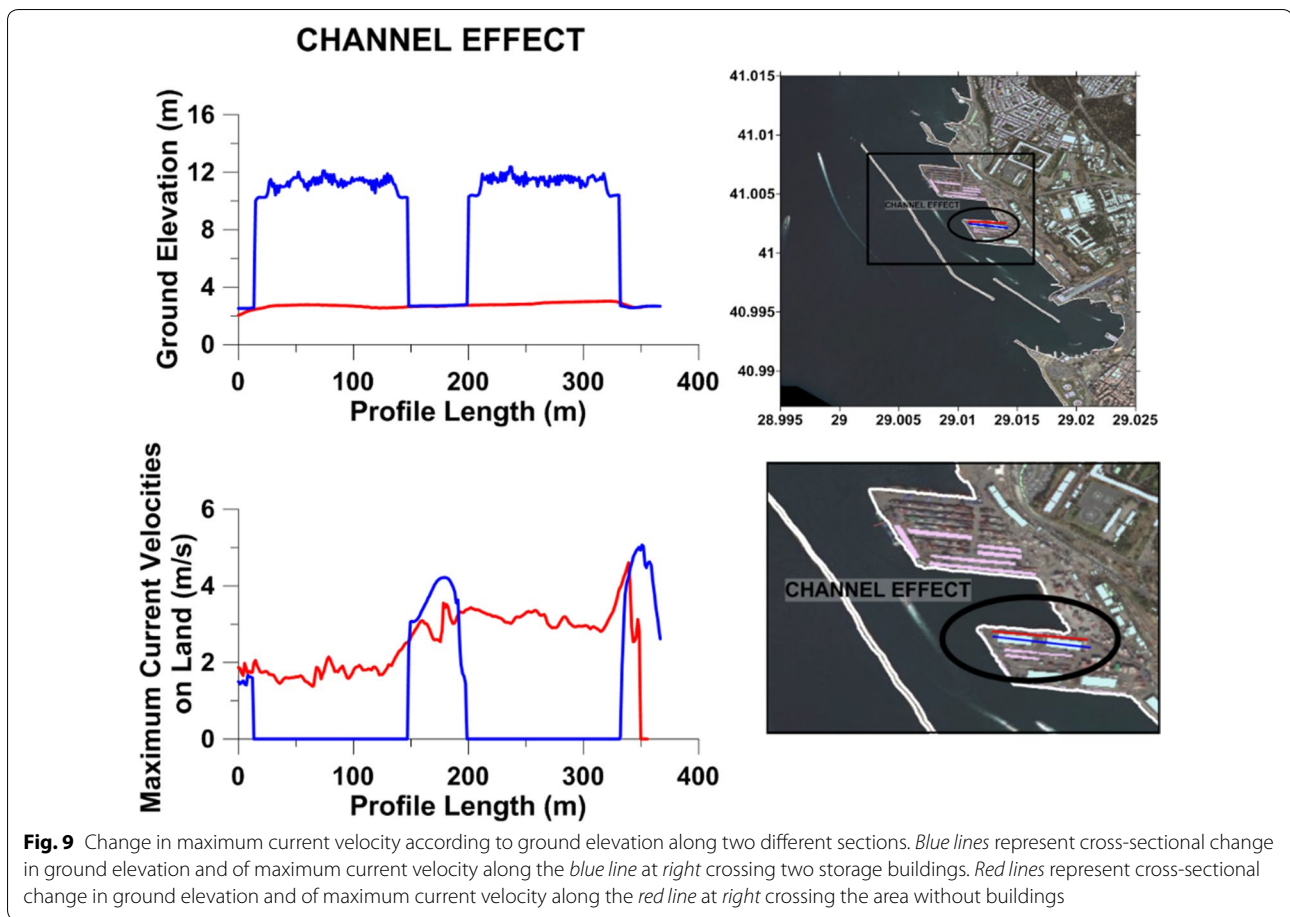 CHANNEL EFFECT
Ground Elevation (m)
16
12
8
4
0
0 100 200 300 400
Profile Length (m)
41.015
41.01
41.005
41
40.995
40.99
CHANNEL EFFECT
28.995 29 29.005 29.01 29.015 29.02 29.025
Maximum Current Velocities
on Land (m/s)
6
4
2
0
0 100 200 300 400
Profile Length (m)
CHANNEL EFFECT
Fig. 9 Change in maximum current velocity according to ground elevation along two different sections. Blue lines represent cross-sectional change
in ground elevation and of maximum current velocity along the blue line at right crossing two storage buildings. Red lines represent cross-sectional
change in ground elevation and of maximum current velocity along the red line at right crossing the area without buildings